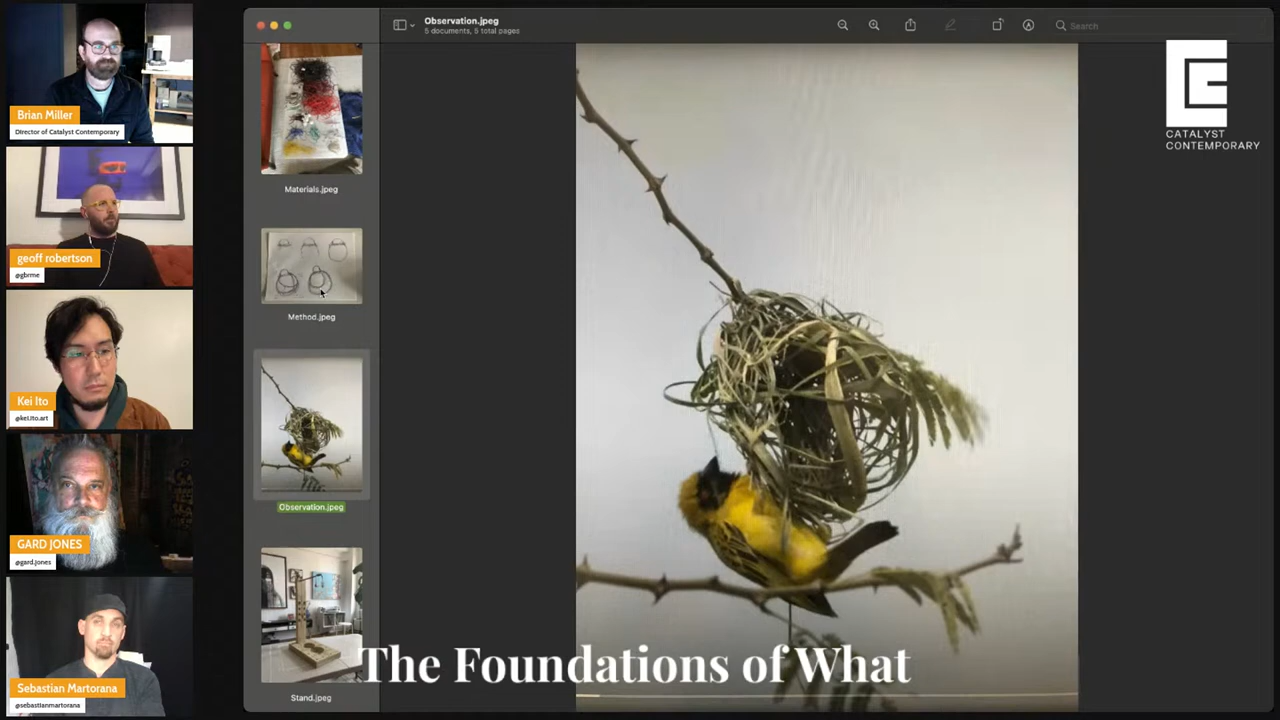 Brian Miller
Director of Catalyst Contemporary
geoff robertson
@gbrme
Kei Ito
@kei.ito.art
GARD JONES
@gard.jones
Sebastian Martorana
@sebastianmartorana
Observation.jpeg
5 documents, 5 total pages
Search
Materials.jpeg
Method.jpeg
Observation.jpeg
Stand.jpeg
CATALYST
CONTEMPORARY
The Foundations of What